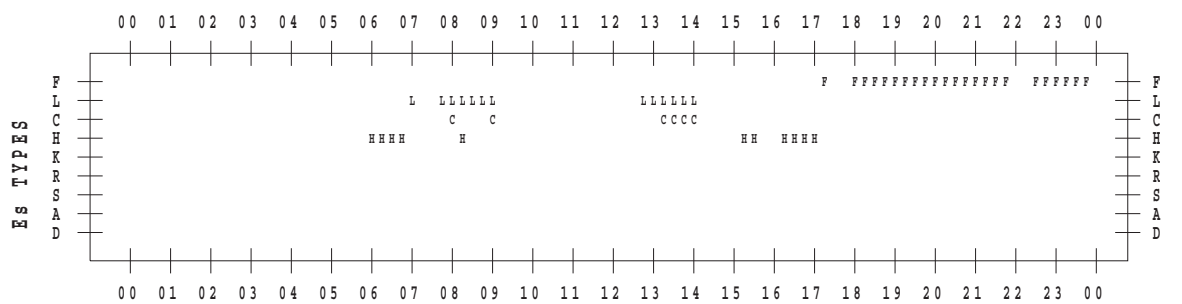 00 01 02 03 04 05 06 07 08 09 10 11 12 13 14 15 16 17 18 19 20 21 22 23 00
F F FFFFFFFFFFFFFFFF FFFFFF F
L L LLLLLL LLLLLL L
C C C CCCC C
H HHHH H HH HHHH H
K K
R R
S S
A A
D D
Es TYPES
00 01 02 03 04 05 06 07 08 09 10 11 12 13 14 15 16 17 18 19 20 21 22 23 00